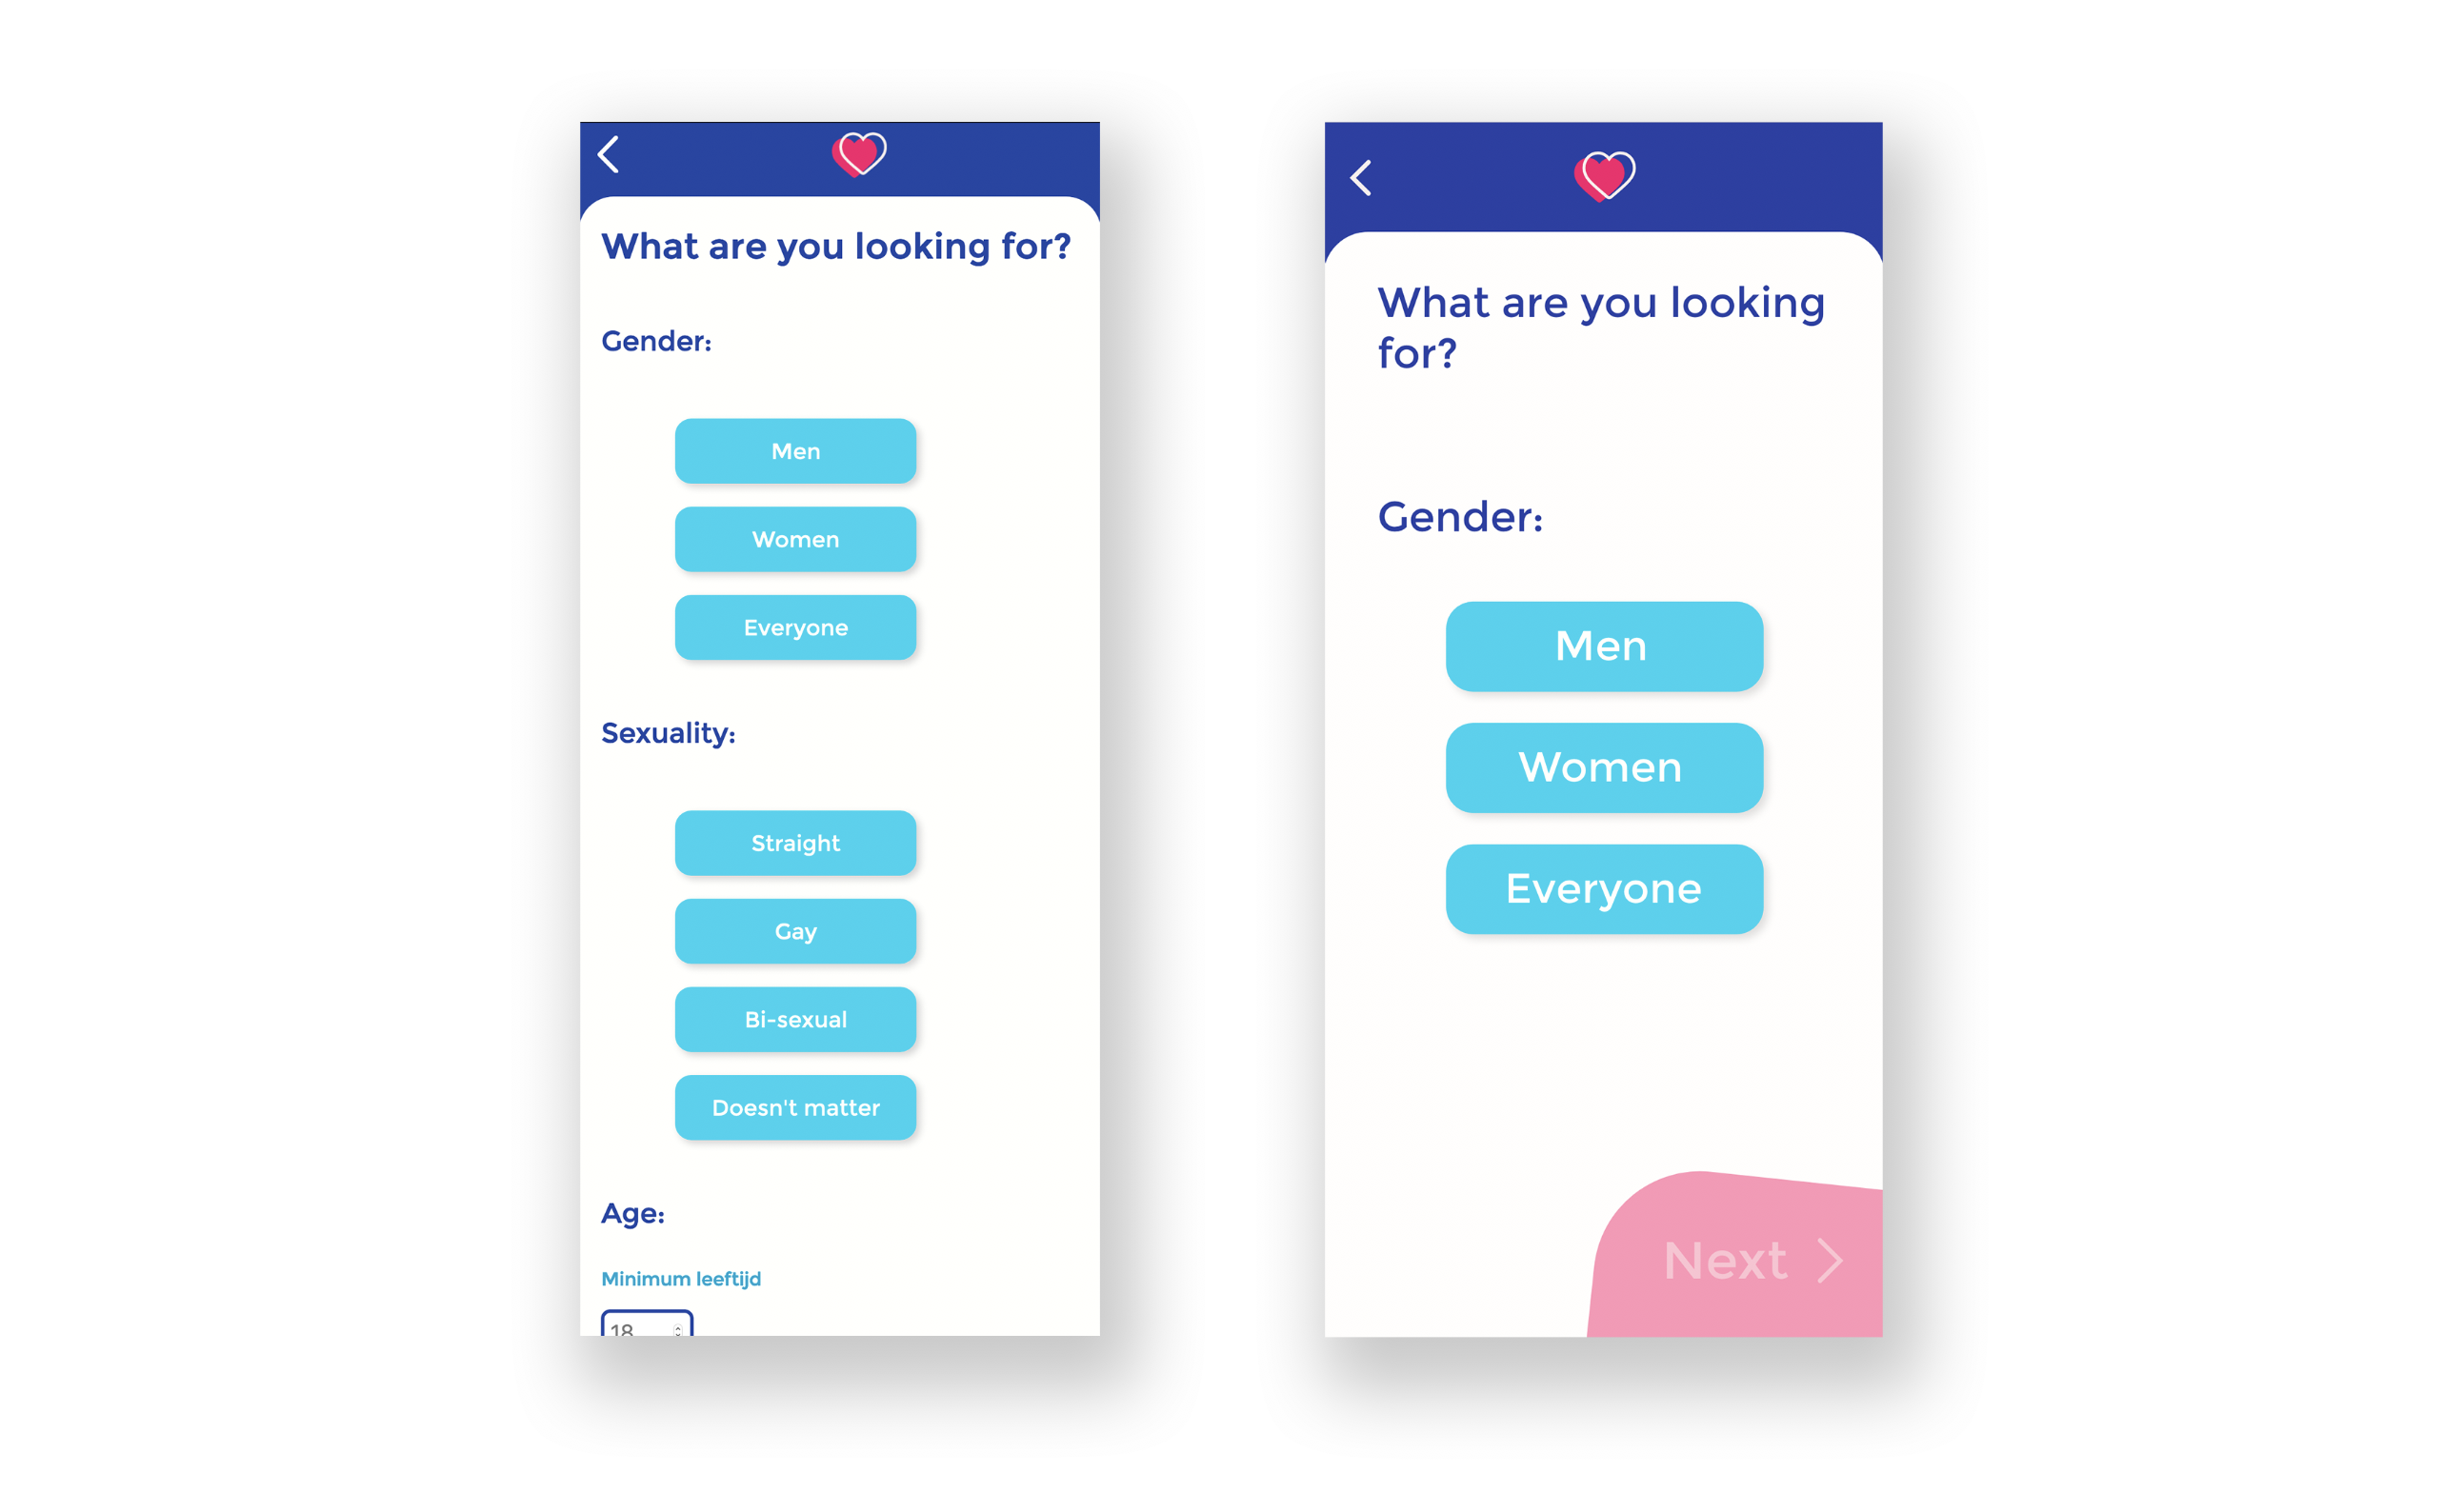 What are you looking for?
Gender:
Men
Women
Everyone
Sexuality:
Straight
Gay
Bi-sexual
Doesn't matter
Age:
Minimum leeftijd
18
What are you looking
for?
Gender:
Men
Women
Everyone
Next